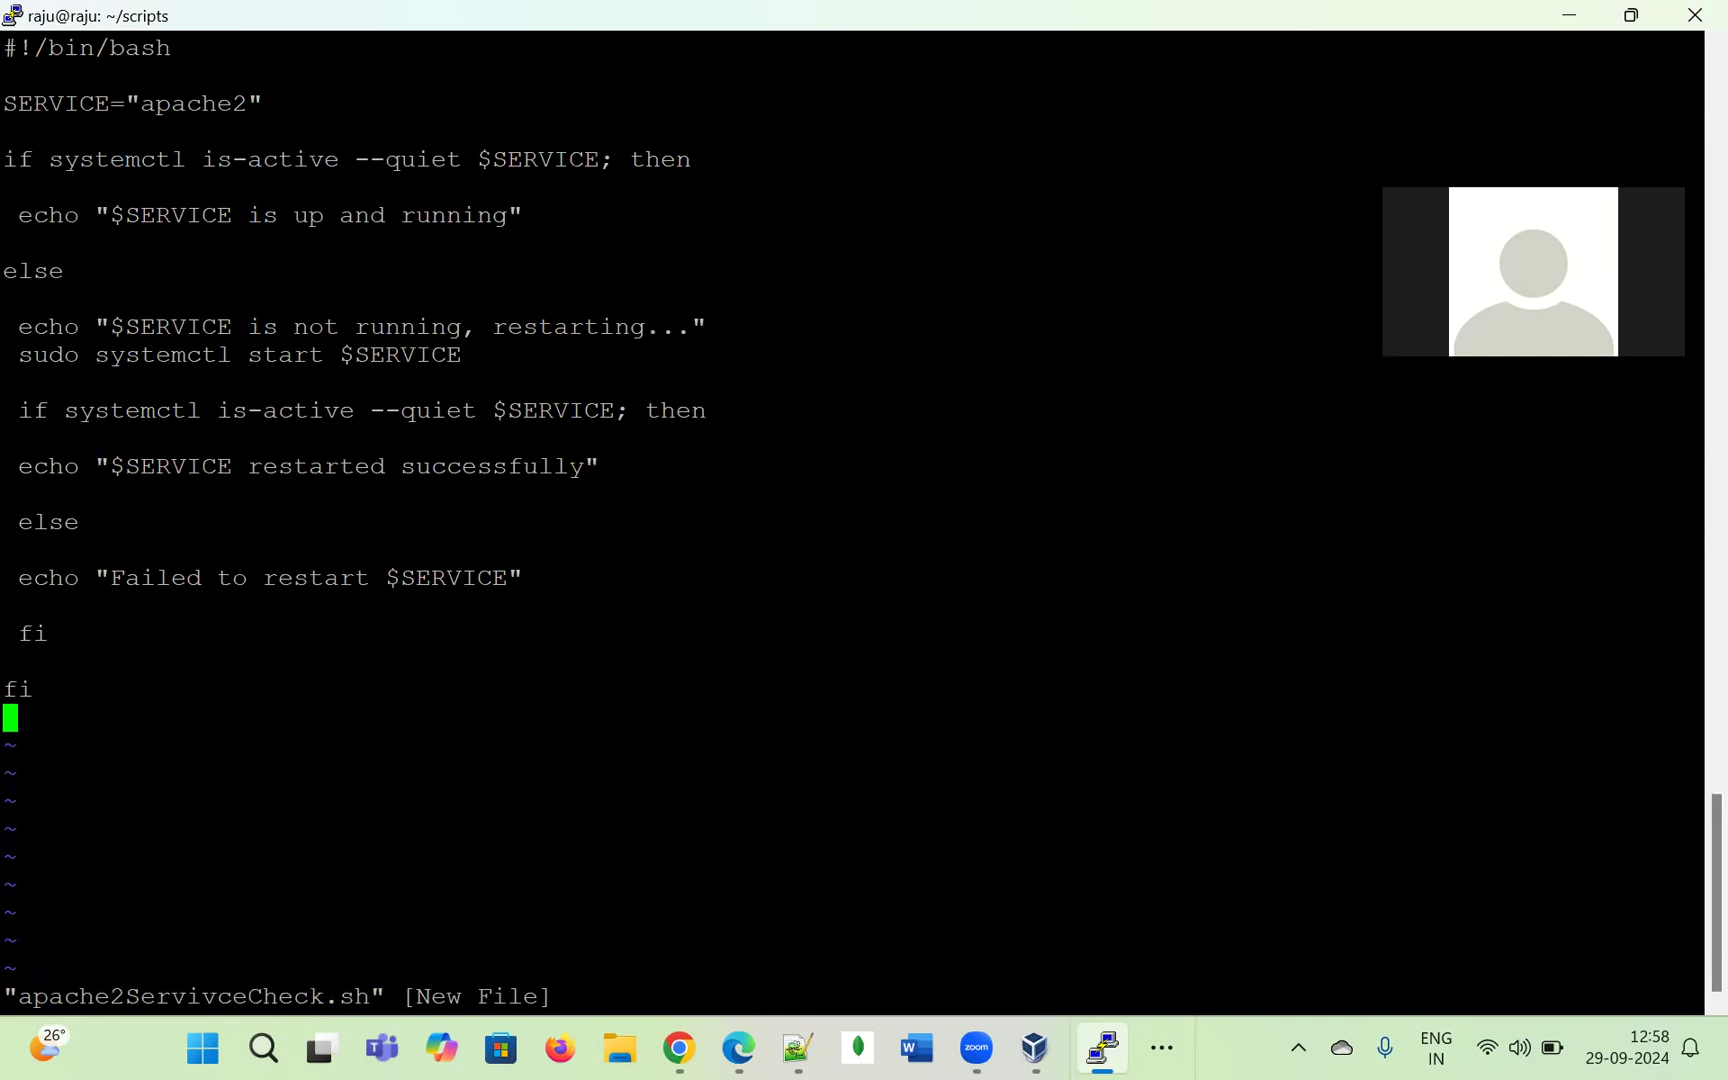 raju@raju: ~/scripts
#!/bin/bash
SERVICE="apache2"
if systemctl is-active --quiet $SERVICE; then
echo "$SERVICE is up and running"
else
echo "$SERVICE is not running, restarting..."
sudo systemctl start $SERVICE
if systemctl is-active --quiet $SERVICE; then
echo "$SERVICE restarted successfully"
else
echo "Failed to restart $SERVICE"
fi
fi
~
~
~
~
~
~
~
~
~
"apache2ServivceCheck.sh" [New File]
26°
zoom
ENG
IN
12:58
29-09-2024